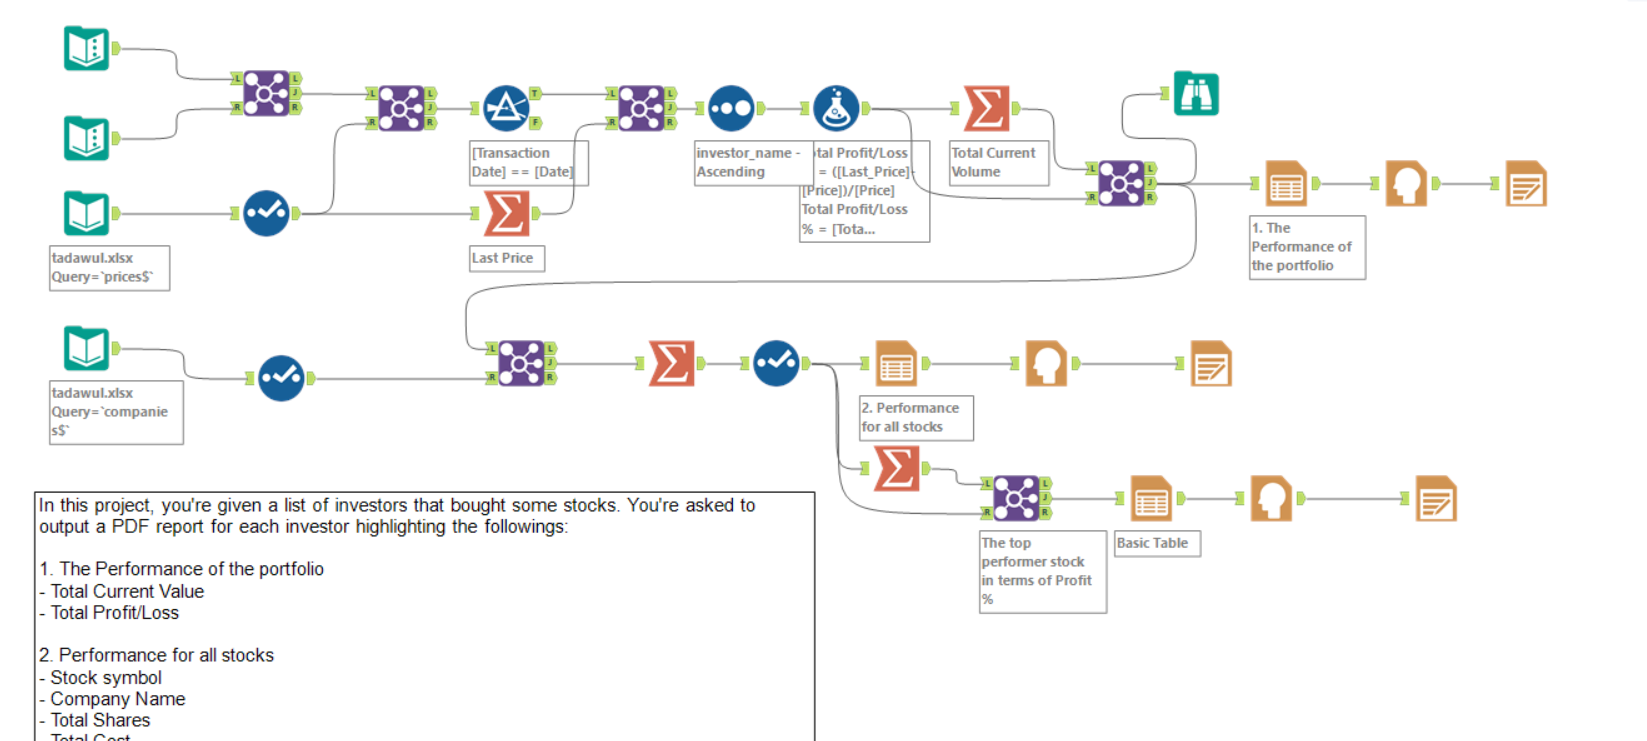 L
L
J
R
R
L
L
J
R
R
T
F
L
L
J
R
R
[Transaction
Date] == [Date]
investor_name -
Ascending
tal Profit/Loss
= ([Last_Price]-
[Price])/[Price]
Total Profit/Loss
% = [Tota...
Total Current
Volume
L
L
J
R
R
tadawul.xlsx
Query=`prices$`
Last Price
1. The
Performance of
the portfolio
tadawul.xlsx
Query=`companie
s$`
L
L
J
R
R
2. Performance
for all stocks
L
L
J
R
R
The top
performer stock
in terms of Profit
%
Basic Table
In this project, you're given a list of investors that bought some stocks. You're asked to
output a PDF report for each investor highlighting the followings:
1. The Performance of the portfolio
- Total Current Value
- Total Profit/Loss
2. Performance for all stocks
- Stock symbol
- Company Name
- Total Shares
- Total Cost